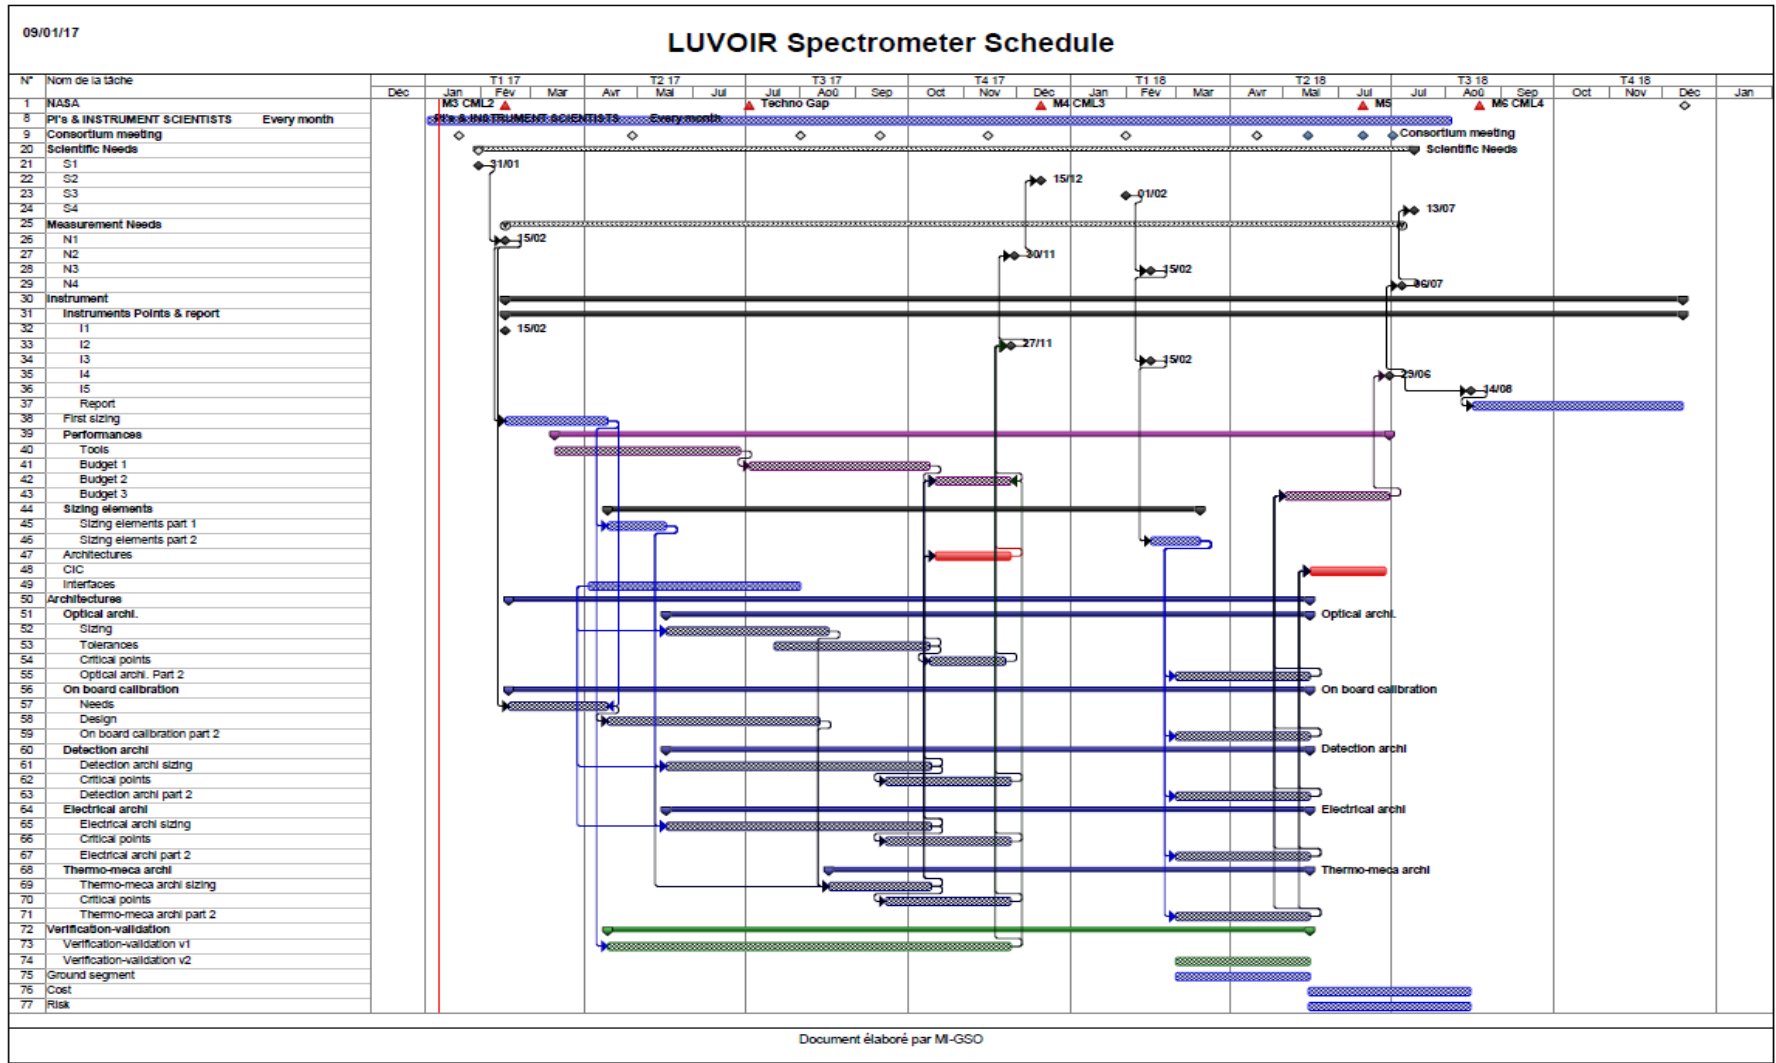 09/01/17
LUVOIR Spectrometer Schedule
N° Nom de la tâche T1 17 T2 17 T3 17 T4 17 T1 18 T2 18 T3 18 T4 18
Déc Jan Fév Mar Avr Mai Jul Jul Aoû Sep Oct Nov Déc Jan Fév Mar Avr Mai Jul Jul Aoû Sep Oct Nov Déc Jan
1 NASA M3 CML2 Techno Gap M4 CML3 M5 M6 CML4
8 PI's & INSTRUMENT SCIENTISTS Every month PI's & INSTRUMENT SCIENTISTS Every month
9 Consortium meeting Consortium meeting
20 Scientific Needs Scientific Needs
21 S1 31/01
22 S2 15/12
23 S3 01/02
24 S4 13/07
25 Measurement Needs
26 N1 15/02
27 N2 30/11
28 N3 15/02
29 N4 06/07
30 Instrument
31 Instruments Points & report
32 I1 15/02
33 I2 27/11
34 I3 15/02
35 I4 29/06
36 I5 14/08
37 Report
38 First sizing
39 Performances
40 Tools
41 Budget 1
42 Budget 2
43 Budget 3
44 Sizing elements
45 Sizing elements part 1
46 Sizing elements part 2
47 Architectures
48 CIC
49 Interfaces
50 Architectures
51 Optical archi. Optical archi.
52 Sizing
53 Tolerances
54 Critical points
55 Optical archi. Part 2
56 On board calibration On board calibration
57 Needs
58 Design
59 On board calibration part 2
60 Detection archi Detection archi
61 Detection archi sizing
62 Critical points
63 Detection archi part 2
64 Electrical archi Electrical archi
65 Electrical archi sizing
66 Critical points
67 Electrical archi part 2
68 Thermo-meca archi Thermo-meca archi
69 Thermo-meca archi sizing
70 Critical points
71 Thermo-meca archi part 2
72 Verification-validation
73 Verification-validation v1
74 Verification-validation v2
75 Ground segment
76 Cost
77 Risk
Document élaboré par MI-GSO